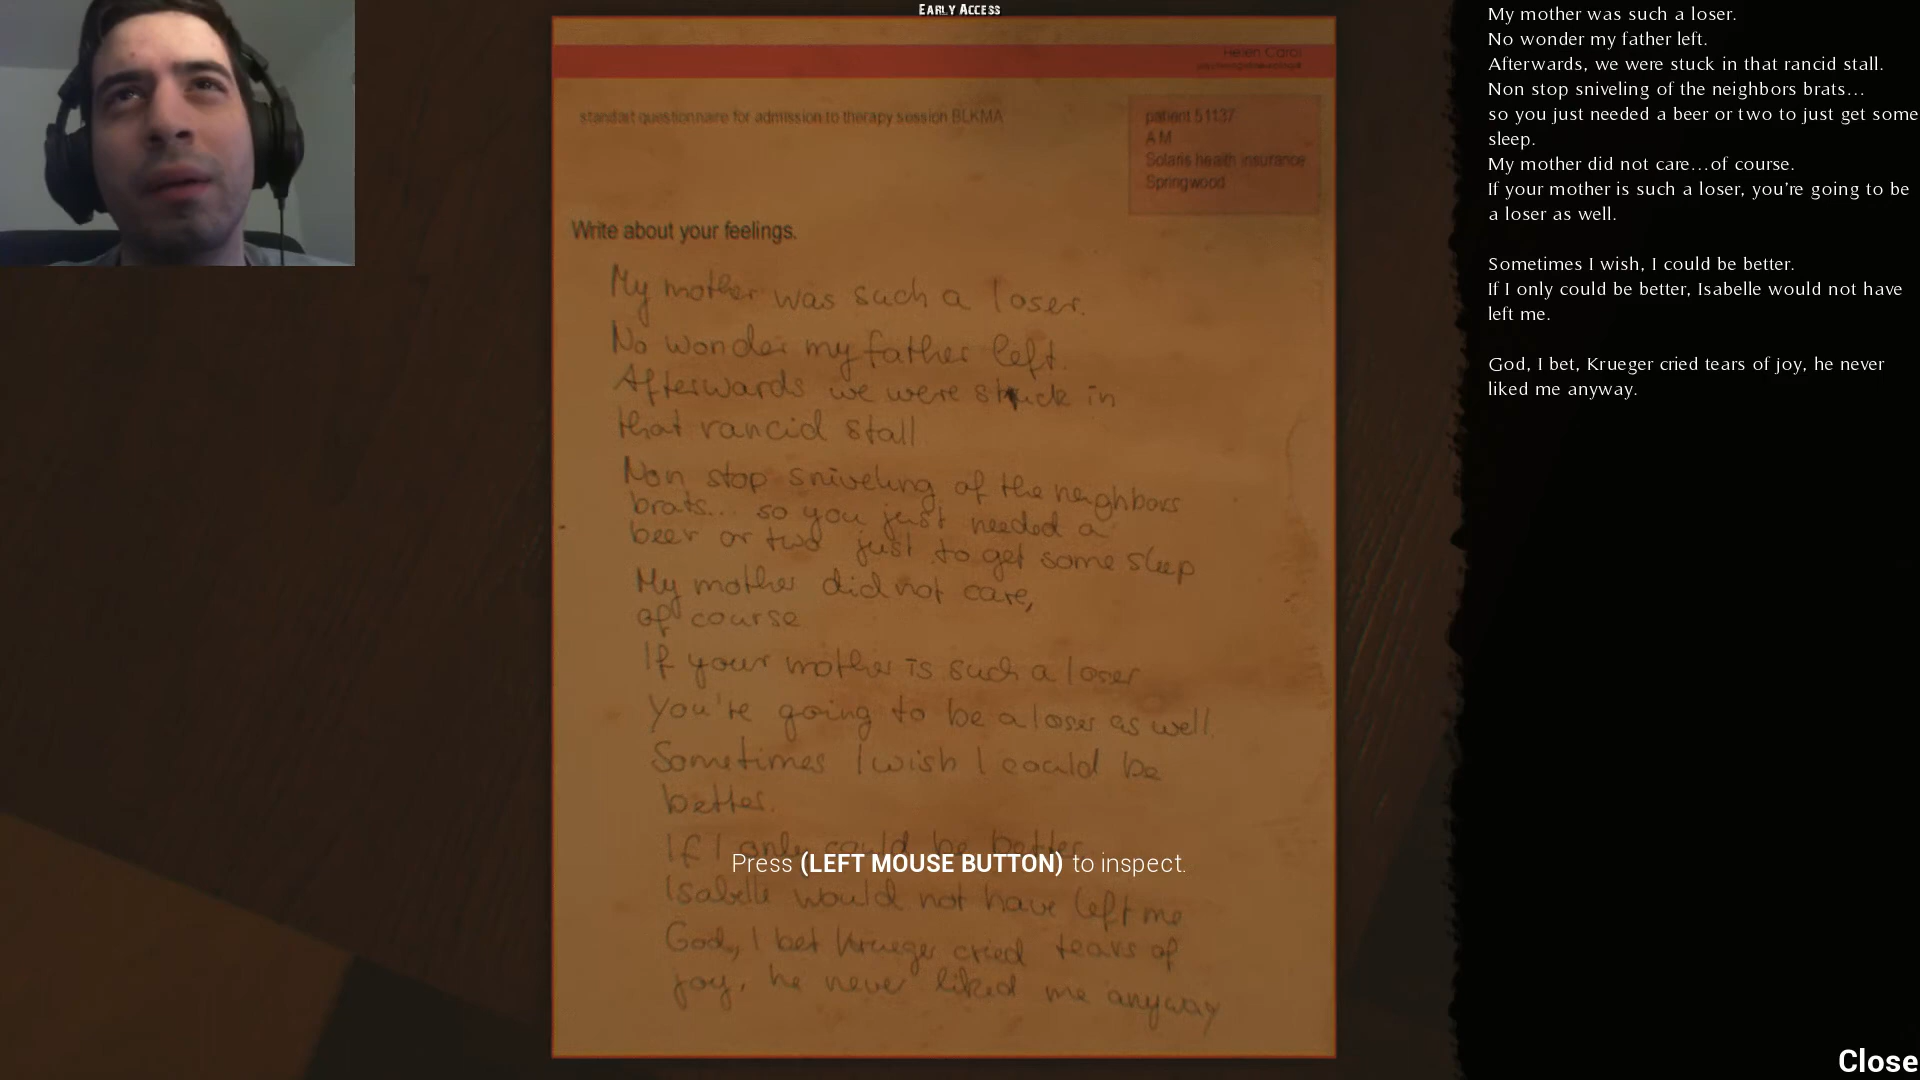 Early Access
Helen Carol
standart questionnaire for admission to therapy session BLKMA
patient 51137
A M
Solaris health insurance
Springwood
Write about your feelings.
My mother was such a loser.
No wonder my father left.
Afterwards we were stuck in
that rancid stall
Non stop sniveling of the neighbors
brats... so you just needed a
beer or two just to get some sleep
My mother did not care,
of course
If your mother is such a loser
you're going to be a loser as well.
Sometimes I wish I could be
better.
If I only could be better
Press (LEFT MOUSE BUTTON) to inspect.
Isabelle would not have left me
God, I bet Krueger cried tears of
joy, he never liked me anyway
My mother was such a loser.
No wonder my father left.
Afterwards, we were stuck in that rancid stall.
Non stop sniveling of the neighbors brats...
so you just needed a beer or two to just get some
sleep.
My mother did not care...of course.
If your mother is such a loser, you're going to be
a loser as well.
Sometimes I wish, I could be better.
If I only could be better, Isabelle would not have
left me.
God, I bet, Krueger cried tears of joy, he never
liked me anyway.
Close